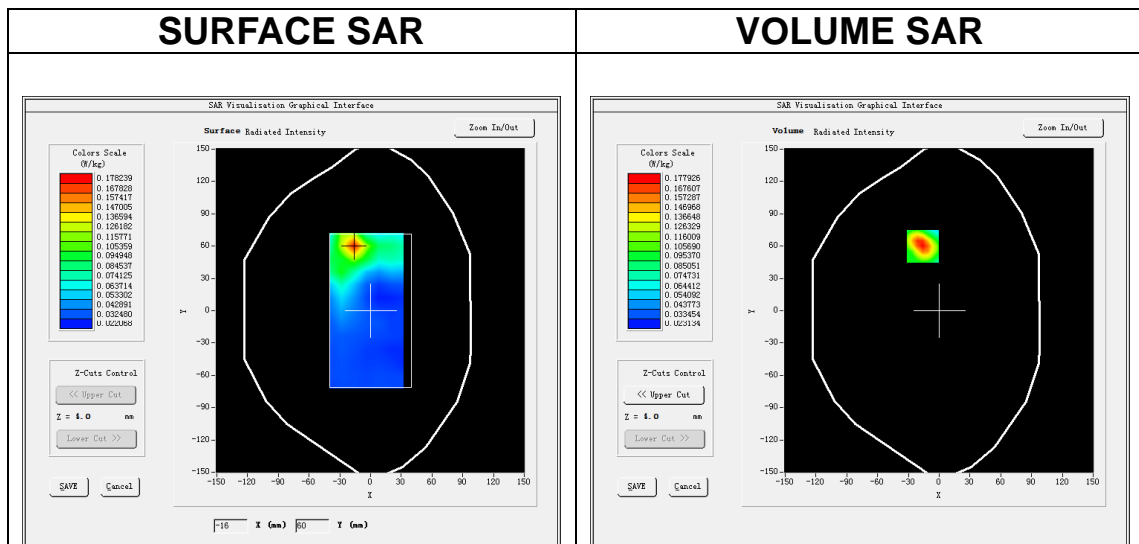 SURFACE SAR
VOLUME SAR
SAR Visualisation Graphical Interface
Surface Radiated Intensity
Zoom In/Out
Colors Scale
(W/kg)
0.178239
0.167828
0.157417
0.147005
0.136594
0.126182
0.115771
0.105359
0.094948
0.084537
0.074125
0.063714
0.053302
0.042891
0.032480
0.022068
150
120
90
60
30
0
-30
-60
-90
-120
-150
Y
-150 -120 -90 -60 -30 0 30 60 90 120 150
X
Z-Cuts Control
<< Upper Cut
Z = 4.0 mm
Lower Cut >>
SAVE Cancel
-16 X (mm) 60 Y (mm)
SAR Visualisation Graphical Interface
Volume Radiated Intensity
Zoom In/Out
Colors Scale
(W/kg)
0.177926
0.167607
0.157287
0.146968
0.136648
0.126329
0.116009
0.105690
0.095370
0.085051
0.074731
0.064412
0.054092
0.043773
0.033454
0.023134
150
120
90
60
30
0
-30
-60
-90
-120
-150
Y
-150 -120 -90 -60 -30 0 30 60 90 120 150
X
Z-Cuts Control
<< Upper Cut
Z = 4.0 mm
Lower Cut >>
SAVE Cancel